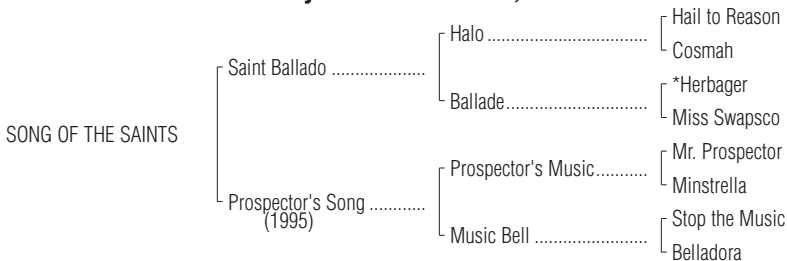 Hail to Reason
Halo ................................
Cosmah
Saint Ballado ....................
*Herbager
Ballade............................
Miss Swapsco
SONG OF THE SAINTS
Mr. Prospector
Prospector's Music...........
Minstrella
Prospector's Song ............
(1995)
Stop the Music
Music Bell .......................
Belladora